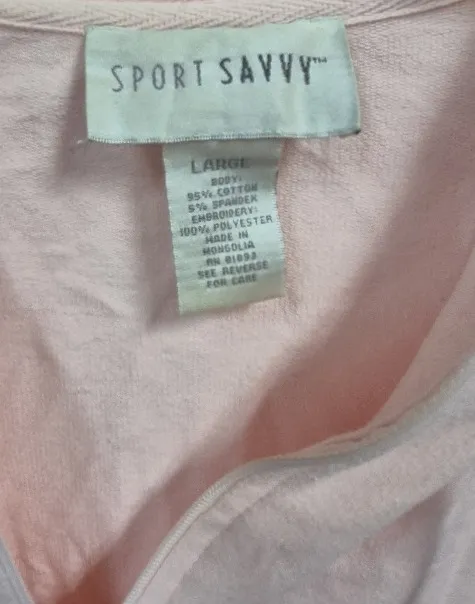 SPORT SAVVY™
LARGE
BODY:
95% COTTON
5% SPANDEX
EMBROIDERY:
100% POLYESTER
MADE IN
MONGOLIA
RN 81093
SEE REVERSE
FOR CARE